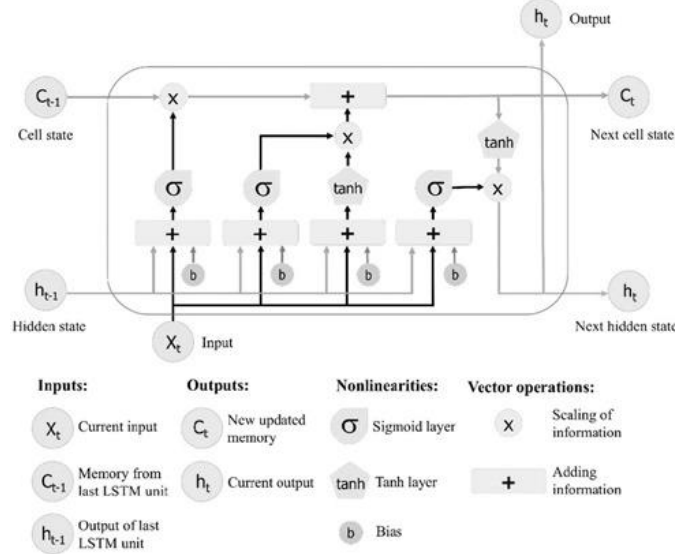 hₜ
Output
Cₜ₋₁
x
+
Cₜ
Cell state
x
tanh
Next cell state
σ
σ
tanh
σ
x
+
+
+
+
b
b
b
b
hₜ₋₁
hₜ
Hidden state
Next hidden state
Xₜ
Input
Inputs:
Outputs:
Nonlinearities:
Vector operations:
Xₜ
Current input
Cₜ
New updated
memory
σ
Sigmoid layer
x
Scaling of
information
Cₜ₋₁
Memory from
last LSTM unit
hₜ
Current output
tanh
Tanh layer
+
Adding
information
hₜ₋₁
Output of last
LSTM unit
b
Bias